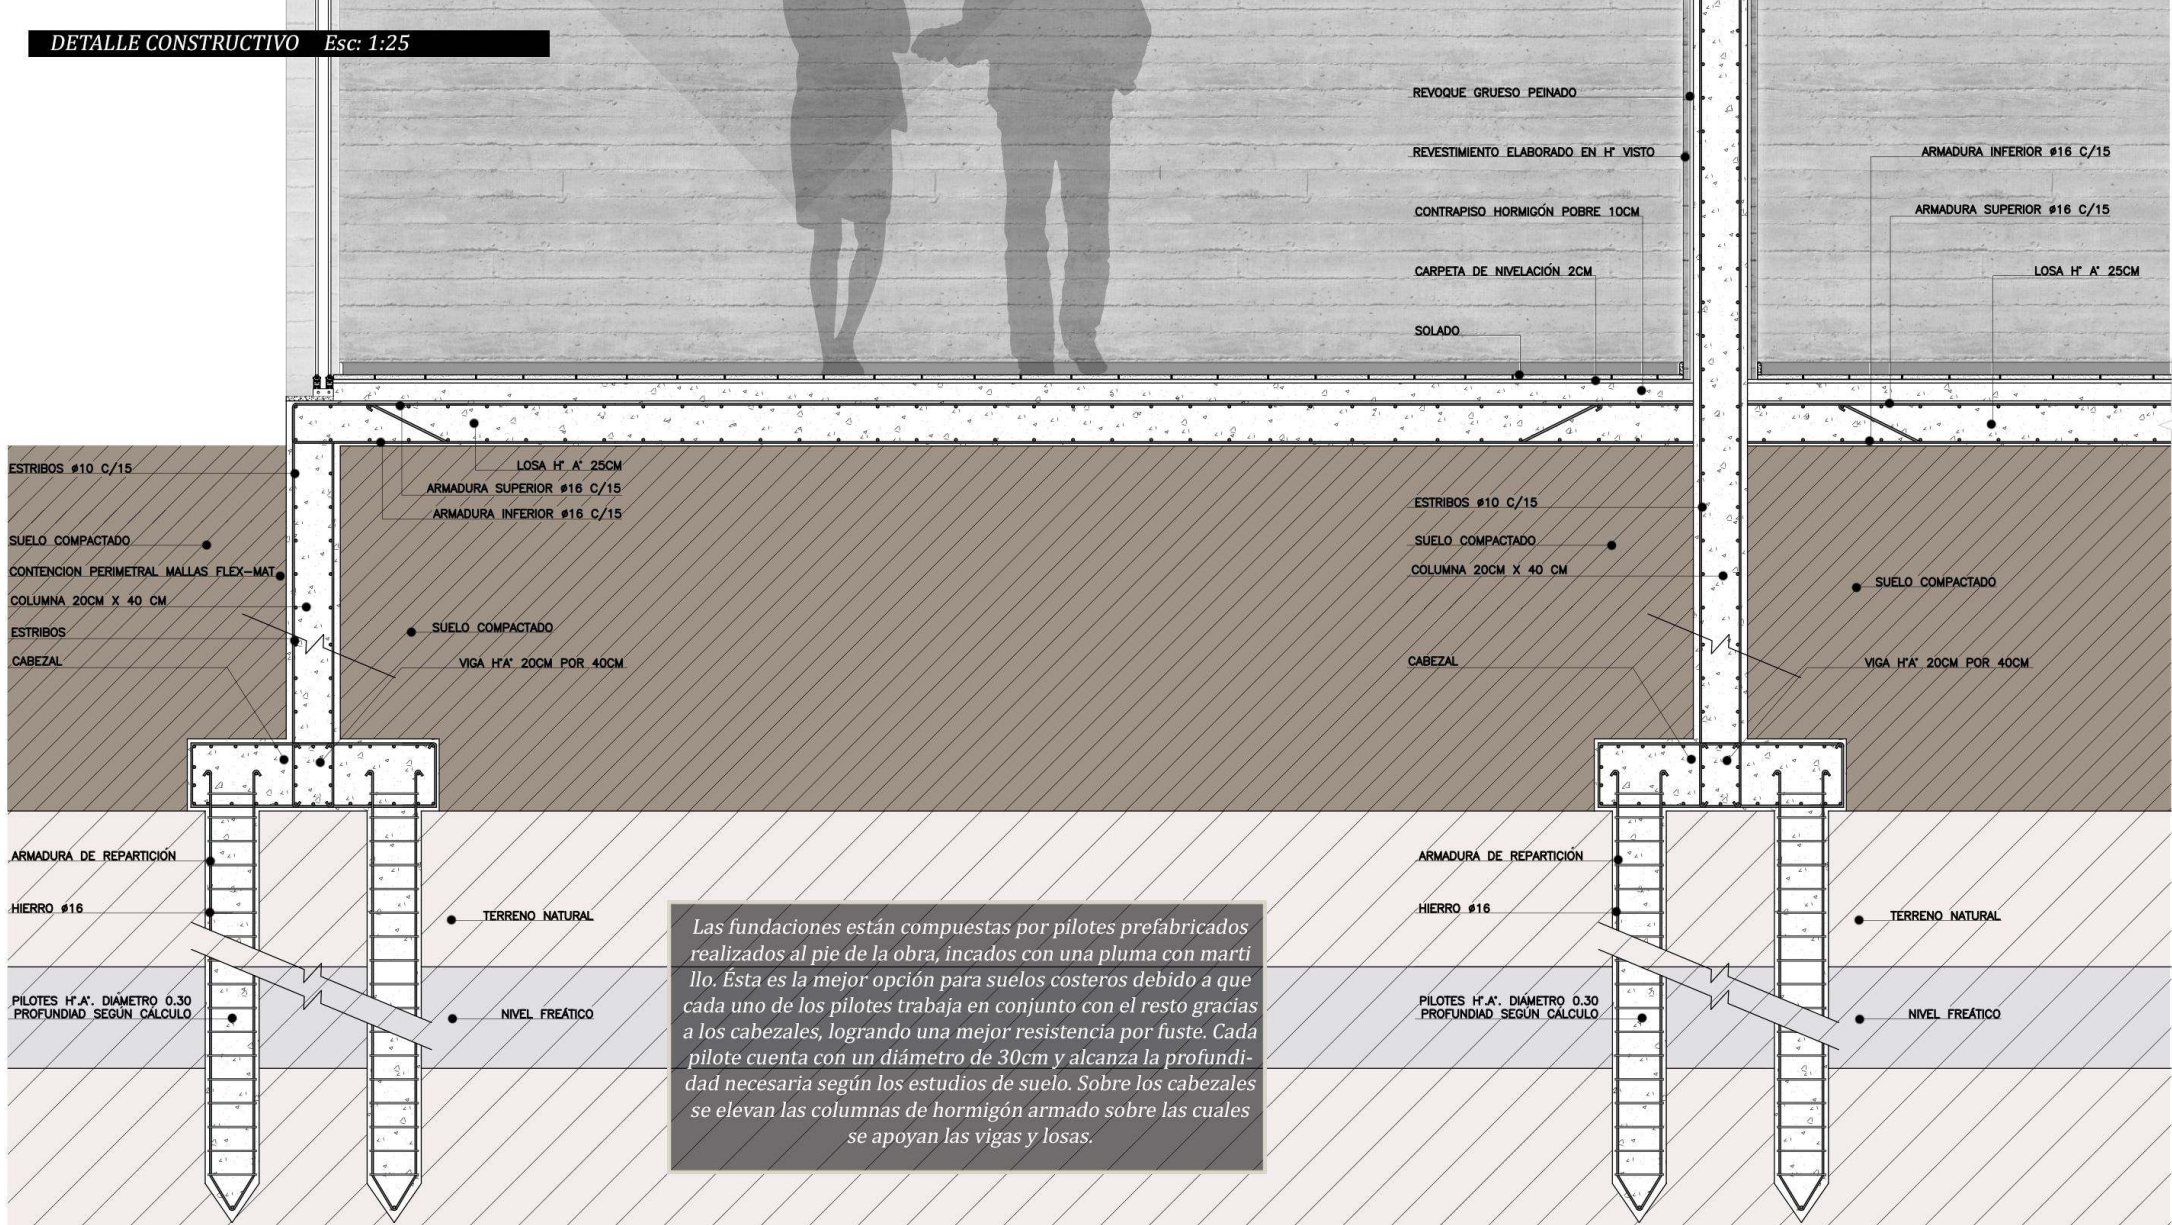 DETALLE CONSTRUCTIVO Esc: 1:25
REVOQUE GRUESO PEINADO
REVESTIMIENTO ELABORADO EN H° VISTO
CONTRAPISO HORMIGÓN POBRE 10CM
CARPETA DE NIVELACIÓN 2CM
SOLADO
ARMADURA INFERIOR ø16 C/15
ARMADURA SUPERIOR ø16 C/15
LOSA H° A° 25CM
ESTRIBOS ø10 C/15
SUELO COMPACTADO
CONTENCION PERIMETRAL MALLAS FLEX-MAT
COLUMNA 20CM X 40 CM
ESTRIBOS
CABEZAL
LOSA H° A° 25CM
ARMADURA SUPERIOR ø16 C/15
ARMADURA INFERIOR ø16 C/15
SUELO COMPACTADO
VIGA H°A° 20CM POR 40CM
ESTRIBOS ø10 C/15
SUELO COMPACTADO
COLUMNA 20CM X 40 CM
CABEZAL
SUELO COMPACTADO
VIGA H°A° 20CM POR 40CM
ARMADURA DE REPARTICIÓN
HIERRO ø16
PILOTES H°.A°. DIÁMETRO 0.30
PROFUNDIAD SEGÚN CÁLCULO
TERRENO NATURAL
NIVEL FREÁTICO
Las fundaciones están compuestas por pilotes prefabricados
realizados al pie de la obra, incados con una pluma con marti
llo. Ésta es la mejor opción para suelos costeros debido a que
cada uno de los pilotes trabaja en conjunto con el resto gracias
a los cabezales, logrando una mejor resistencia por fuste. Cada
pilote cuenta con un diámetro de 30cm y alcanza la profundi-
dad necesaria según los estudios de suelo. Sobre los cabezales
se elevan las columnas de hormigón armado sobre las cuales
se apoyan las vigas y losas.
ARMADURA DE REPARTICIÓN
HIERRO ø16
PILOTES H°.A°. DIÁMETRO 0.30
PROFUNDIAD SEGÚN CÁLCULO
TERRENO NATURAL
NIVEL FREÁTICO